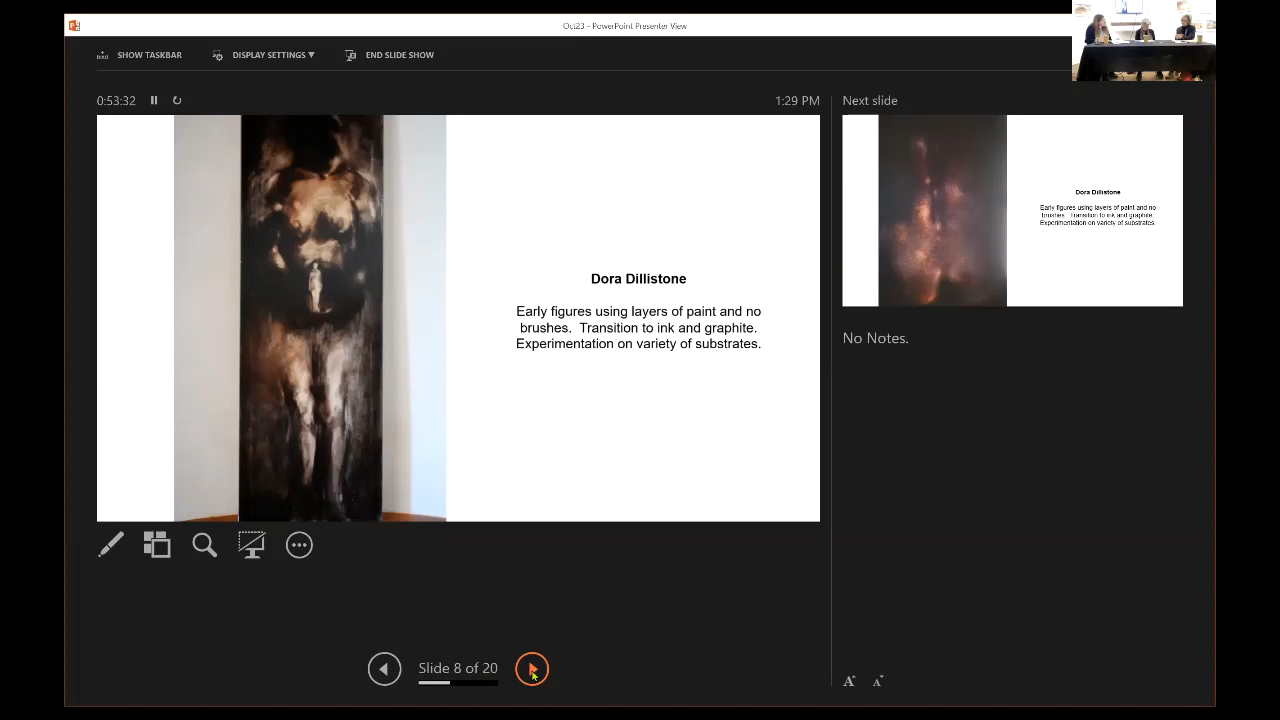 Oct23 - PowerPoint Presenter View
SHOW TASKBAR
DISPLAY SETTINGS ▼
END SLIDE SHOW
0:53:32
1:29 PM
Next slide
Dora Dillistone
Early figures using layers of paint and no
brushes. Transition to ink and graphite.
Experimentation on variety of substrates.
Dora Dillistone
Early figures using layers of paint and no
brushes. Transition to ink and graphite
Experimentation on variety of substrates.
No Notes.
Slide 8 of 20
A A